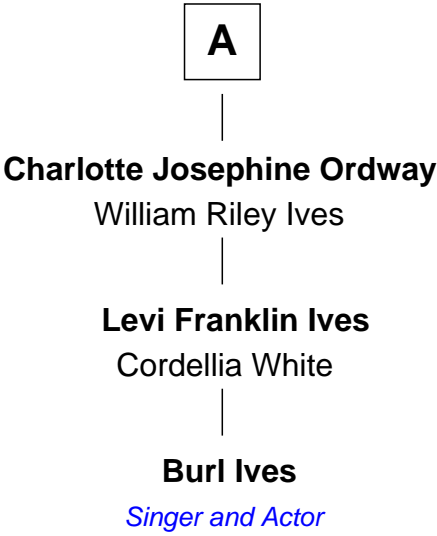 A
Charlotte Josephine Ordway
William Riley Ives
Levi Franklin Ives
Cordellia White
Burl Ives
Singer and Actor